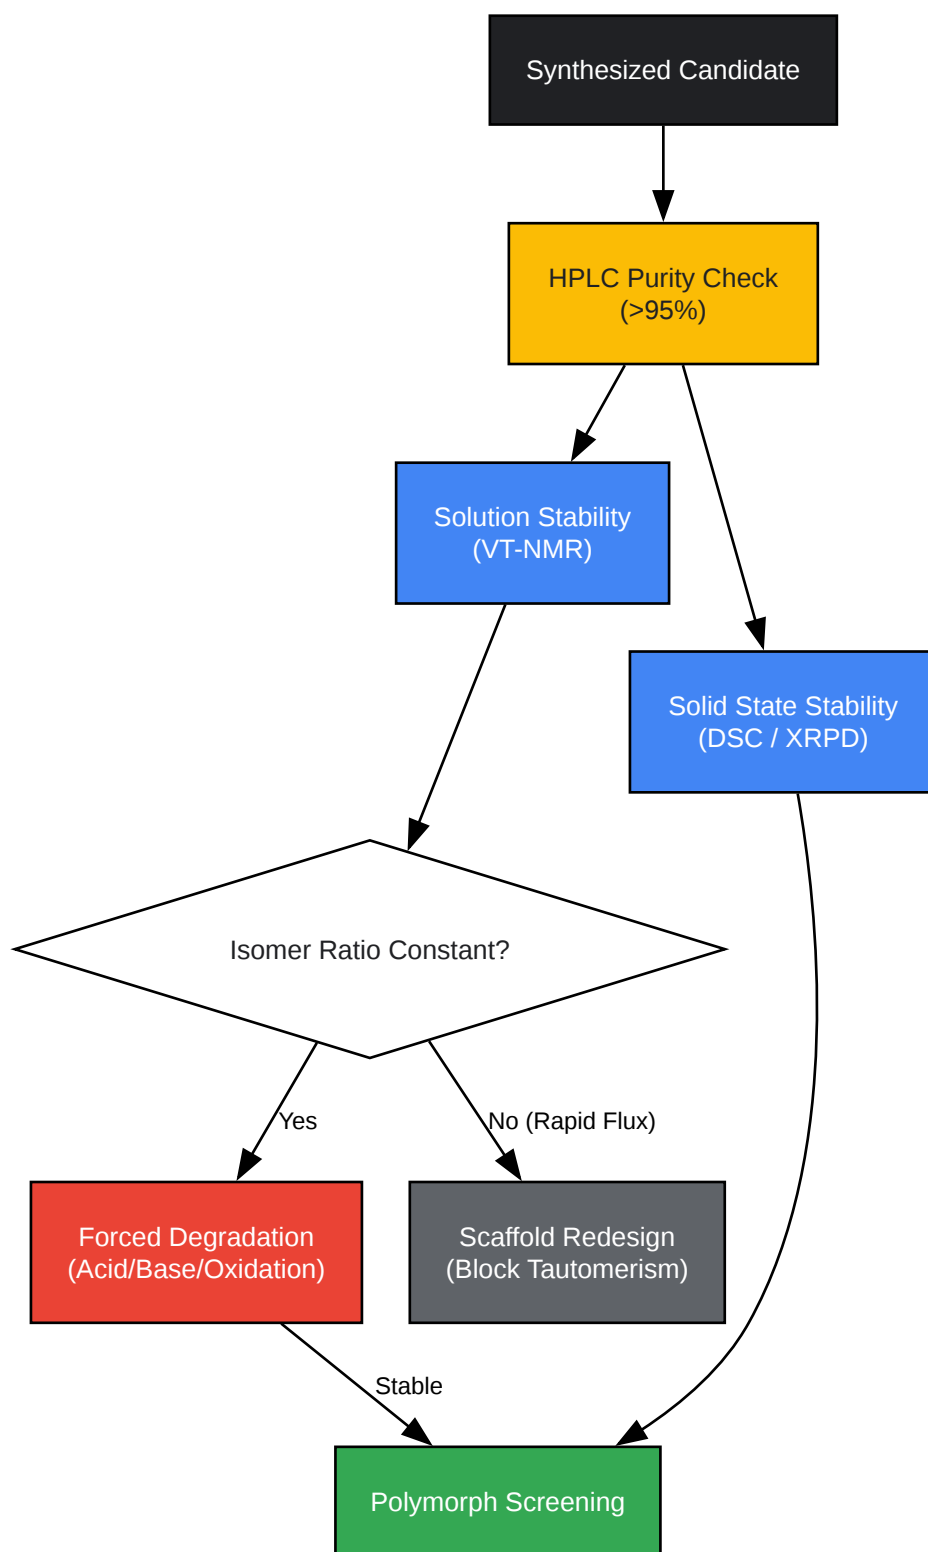 Synthesized Candidate
HPLC Purity Check
(>95%)
Solution Stability
(VT-NMR)
Solid State Stability
(DSC / XRPD)
Isomer Ratio Constant?
Yes
No (Rapid Flux)
Forced Degradation
(Acid/Base/Oxidation)
Scaffold Redesign
(Block Tautomerism)
Stable
Polymorph Screening